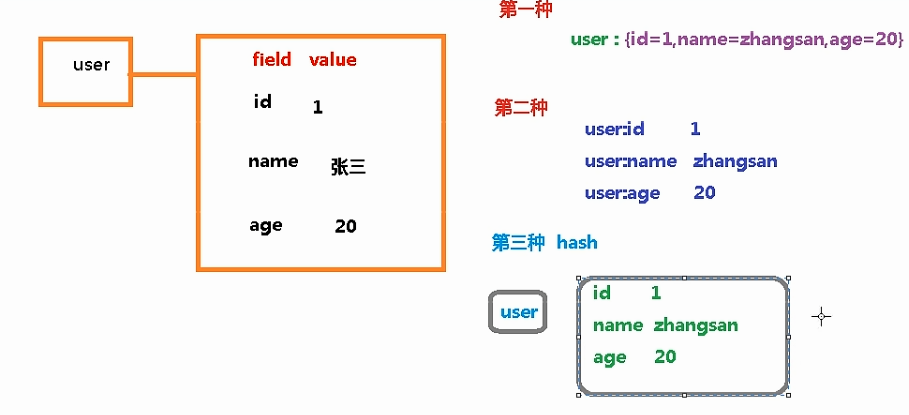 user
field value
id 1
name 张三
age 20
第一种
user : {id=1,name=zhangsan,age=20}
第二种
user:id 1
user:name zhangsan
user:age 20
第三种 hash
user
id 1
name zhangsan
age 20